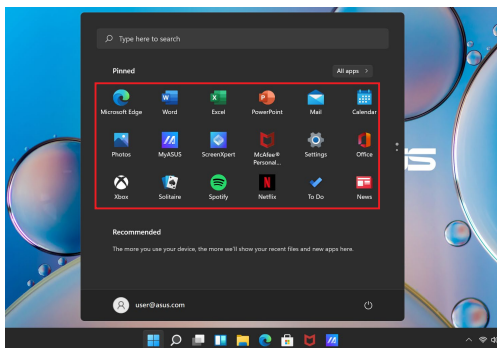 Type here to search
Pinned
All apps >
Microsoft Edge Word Excel PowerPoint Mail Calendar
Photos MyASUS ScreenXpert McAfee® Personal... Settings Office
Xbox Solitaire Spotify Netflix To Do News
Recommended
The more you use your device, the more we'll show your recent files and new apps here.
user@asus.com